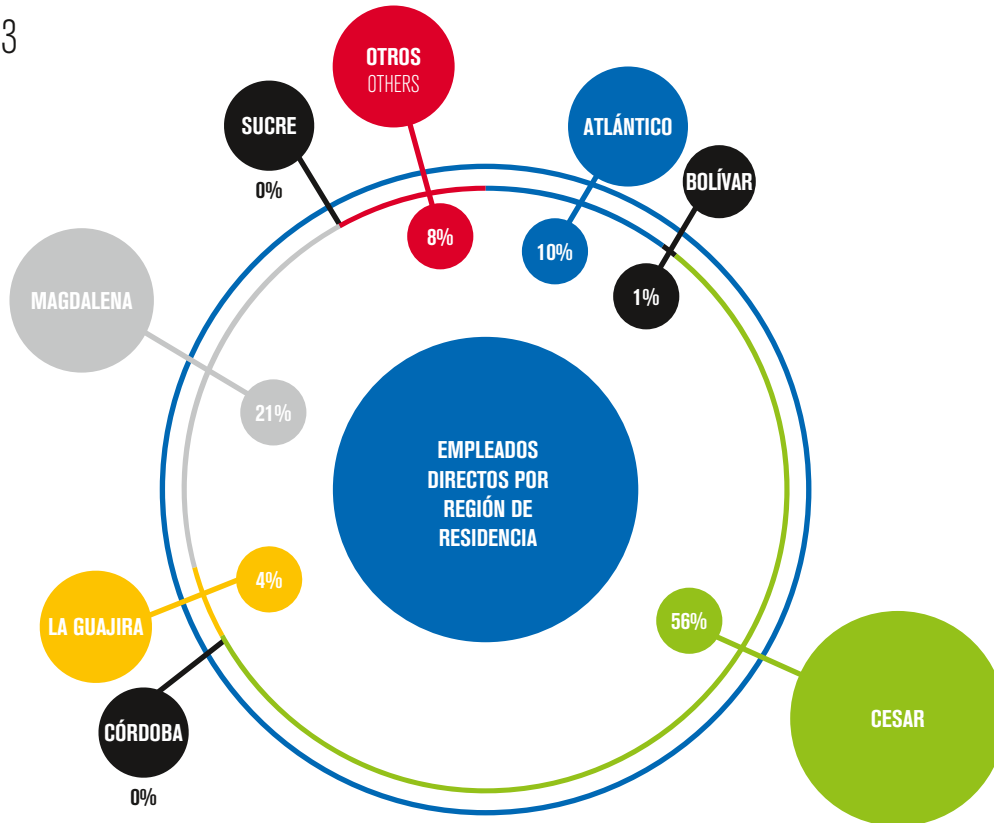 3
OTROS
OTHERS
SUCRE
0%
ATLÁNTICO
BOLÍVAR
8%
10%
1%
MAGDALENA
21%
EMPLEADOS
DIRECTOS POR
REGIÓN DE
RESIDENCIA
4%
LA GUAJIRA
56%
CESAR
CÓRDOBA
0%